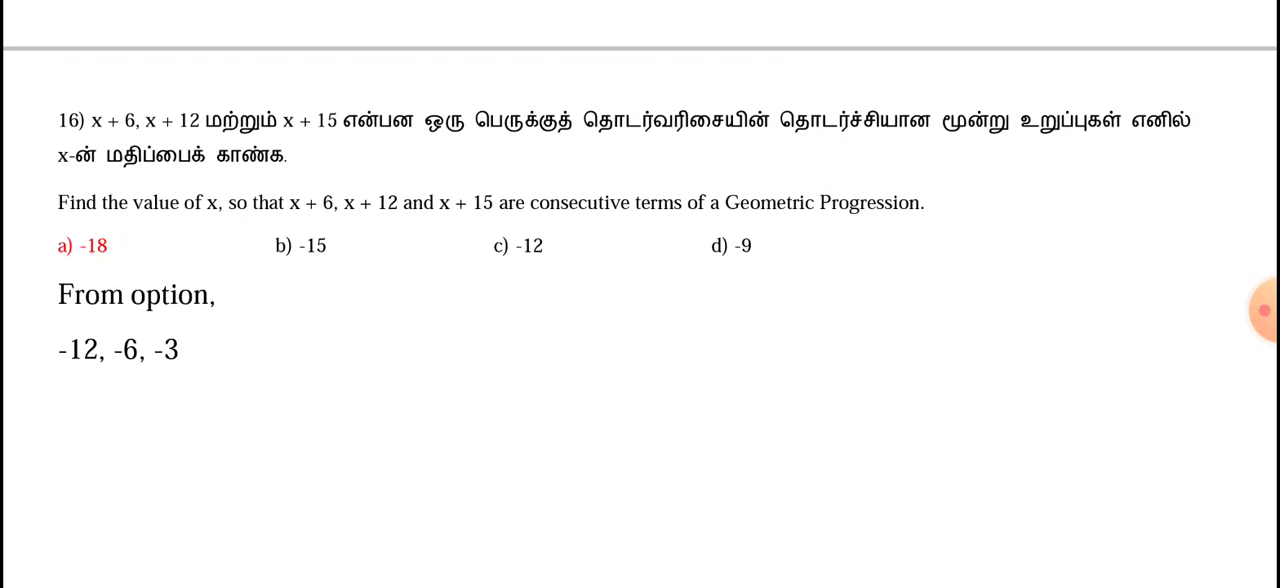 16) x + 6, x + 12 மற்றும் x + 15 என்பன ஒரு பெருக்குத் தொடர்வரிசையின் தொடர்ச்சியான மூன்று உறுப்புகள் எனில்
x-ன் மதிப்பைக் காண்க.
Find the value of x, so that x + 6, x + 12 and x + 15 are consecutive terms of a Geometric Progression.
a) -18 b) -15 c) -12 d) -9
From option,
-12, -6, -3